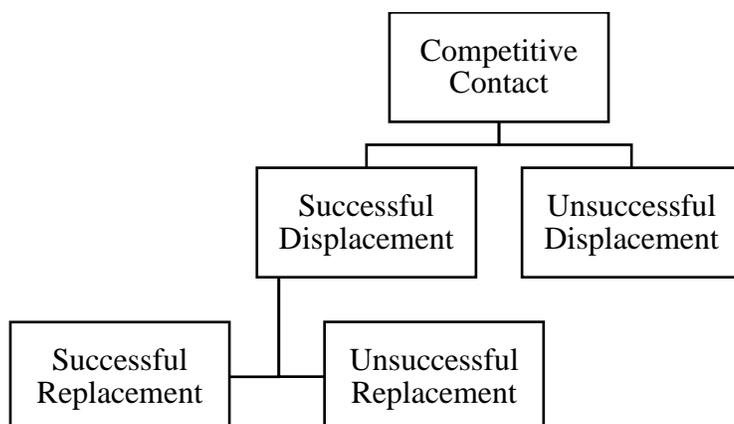 Competitive
Contact
Successful
Displacement
Unsuccessful
Displacement
Successful
Replacement
Unsuccessful
Replacement